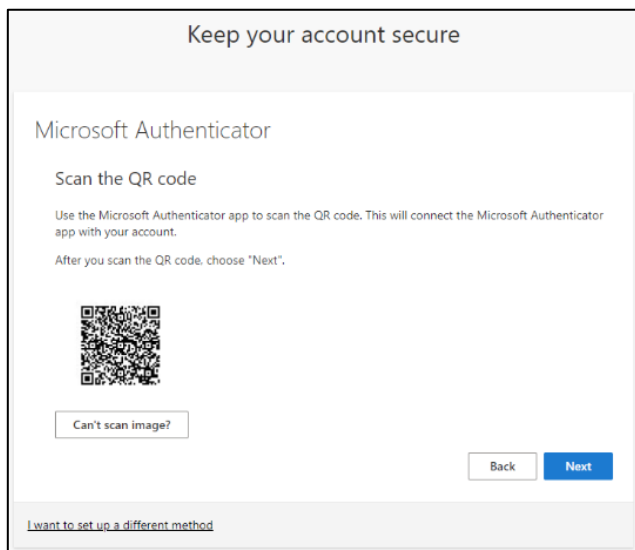 Keep your account secure
Microsoft Authenticator
Scan the QR code
Use the Microsoft Authenticator app to scan the QR code. This will connect the Microsoft Authenticator
app with your account.
After you scan the QR code, choose "Next".
Can't scan image?
Back
Next
I want to set up a different method